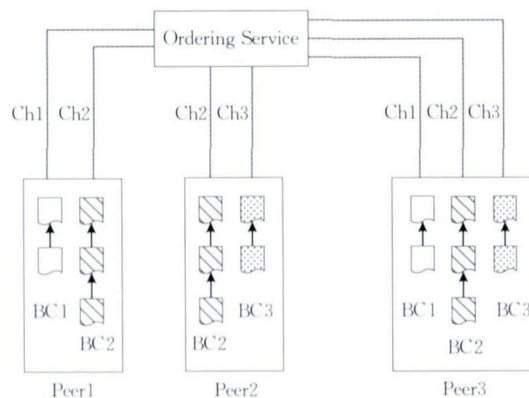 Ordering Service
Ch1 Ch2 Ch2 Ch3 Ch1 Ch2 Ch3
BC1 BC2 BC2 BC3 BC1 BC2 BC3
Peer1 Peer2 Peer3